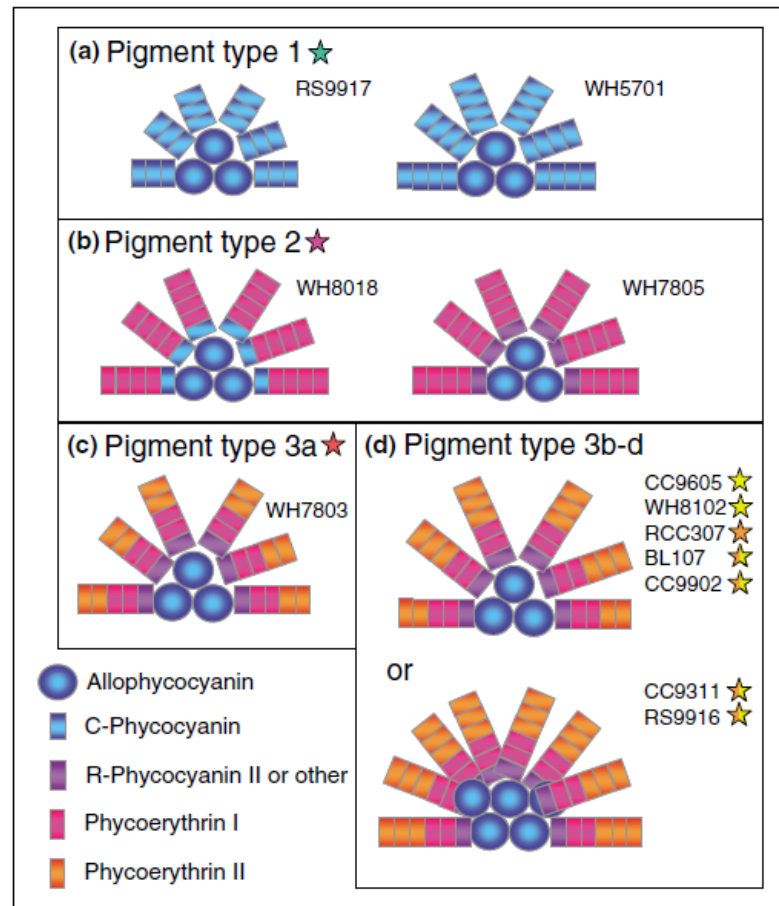 (a) Pigment type 1
RS9917
WH5701
(b) Pigment type 2
WH8018
WH7805
(c) Pigment type 3a
WH7803
(d) Pigment type 3b-d
CC9605
WH8102
RCC307
BL107
CC9902
or
CC9311
RS9916
Allophycocyanin
C-Phycocyanin
R-Phycocyanin II or other
Phycoerythrin I
Phycoerythrin II